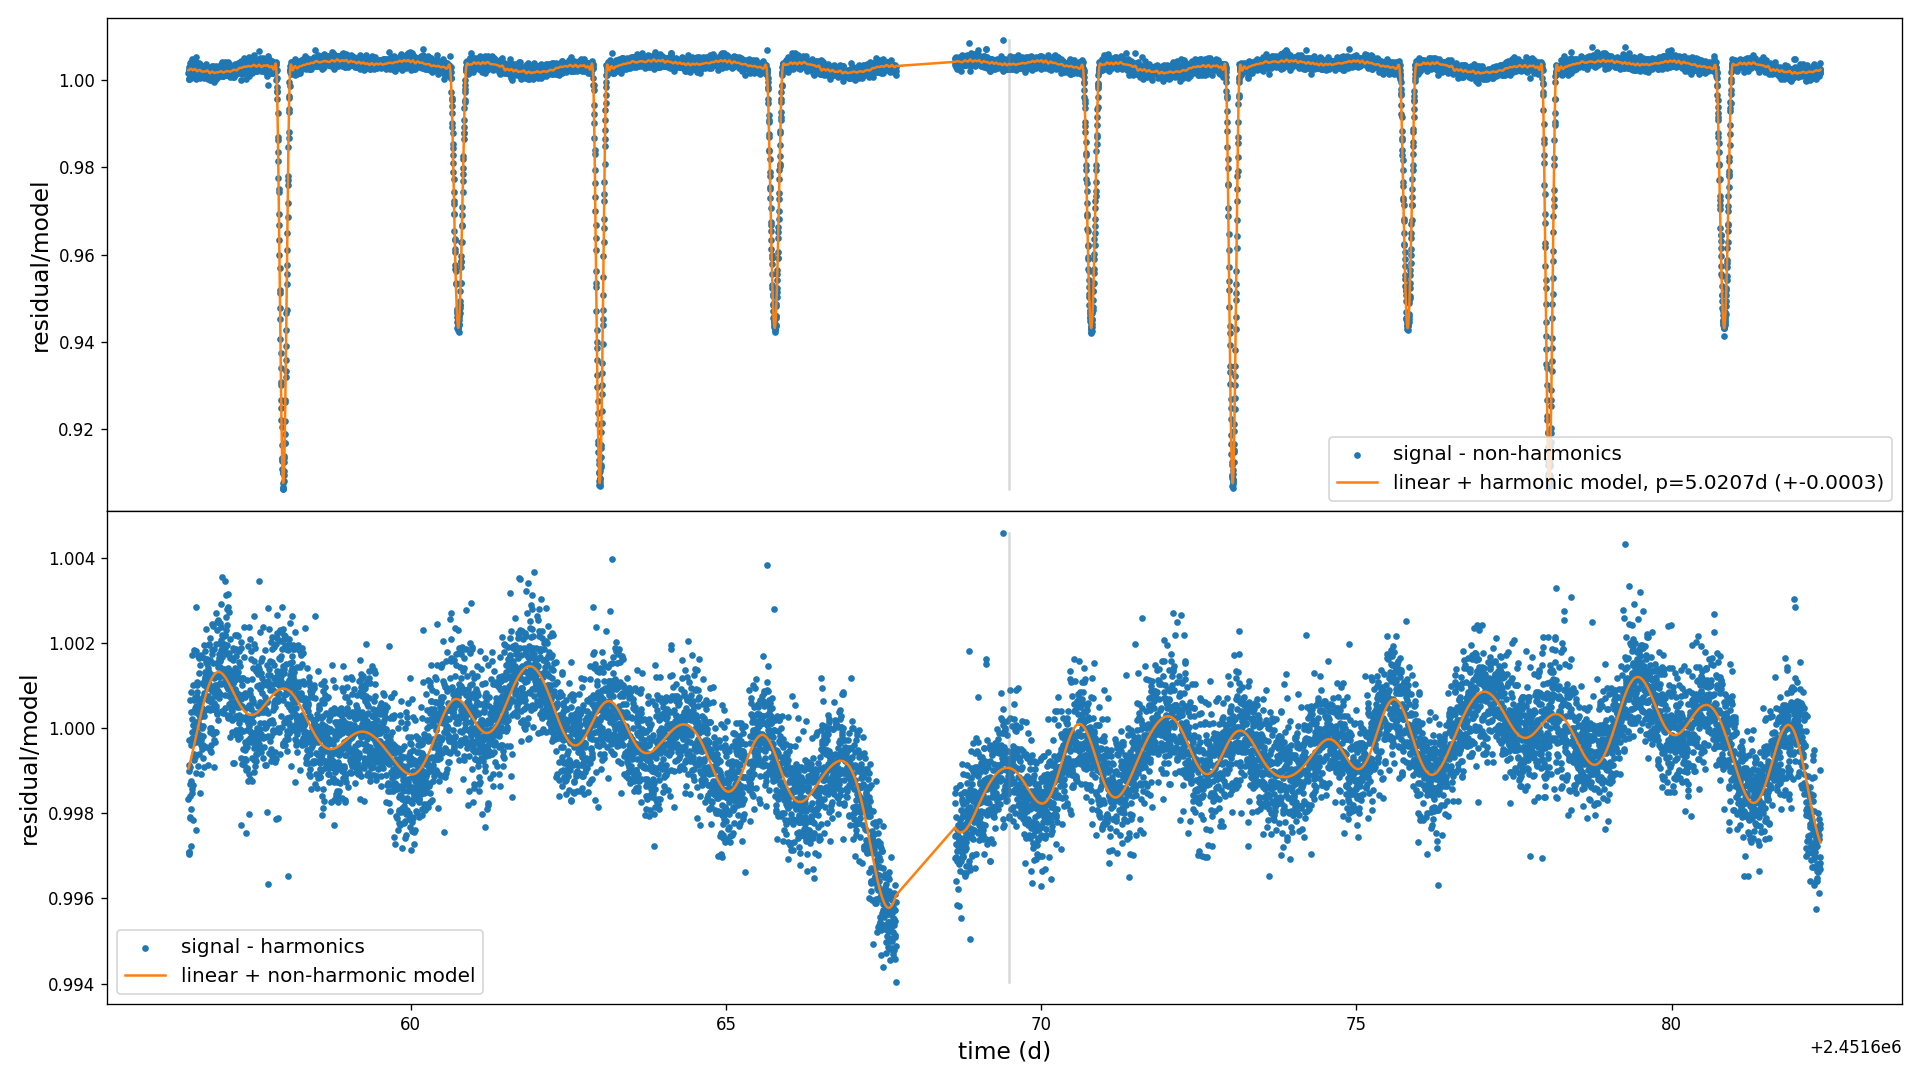 residual/model
1.00
0.98
0.96
0.94
0.92
signal - non-harmonics
linear + harmonic model, p=5.0207d (+-0.0003)
residual/model
1.004
1.002
1.000
0.998
0.996
0.994
signal - harmonics
linear + non-harmonic model
60 65 70 75 80
time (d)
+2.4516e6